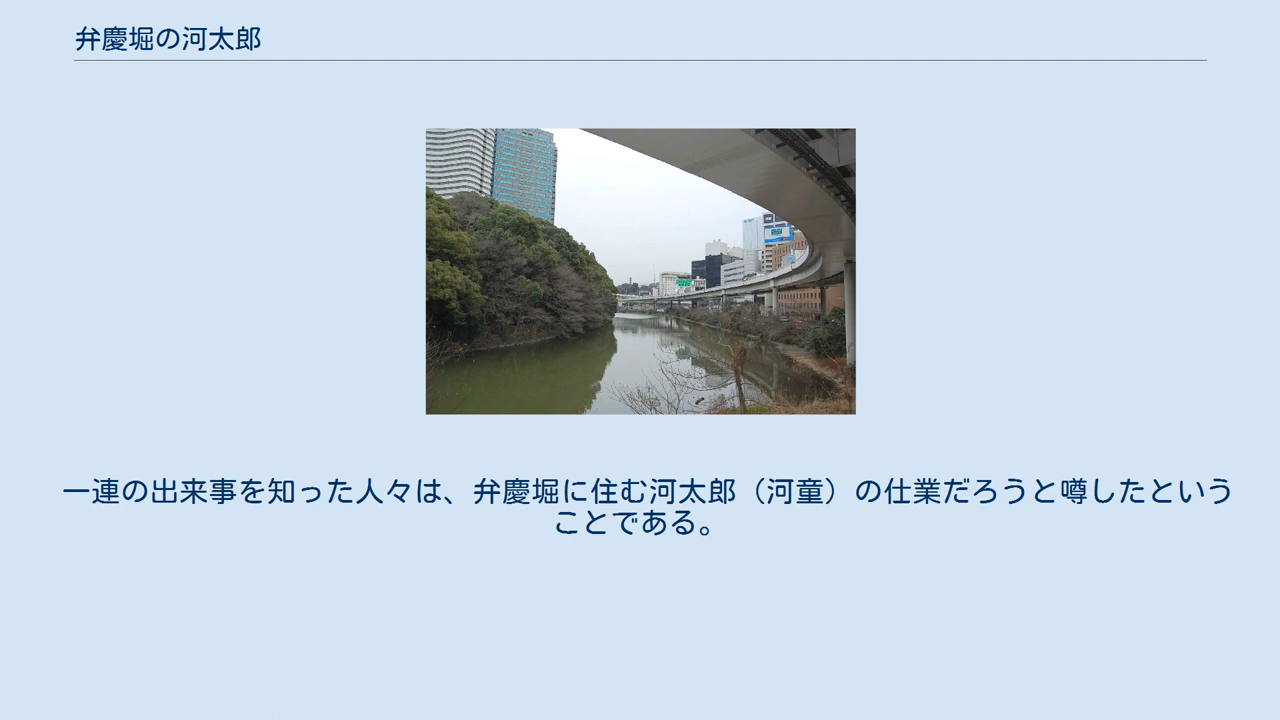 弁慶堀の河太郎
一連の出来事を知った人々は、弁慶堀に住む河太郎（河童）の仕業だろうと噂したという
ことである。